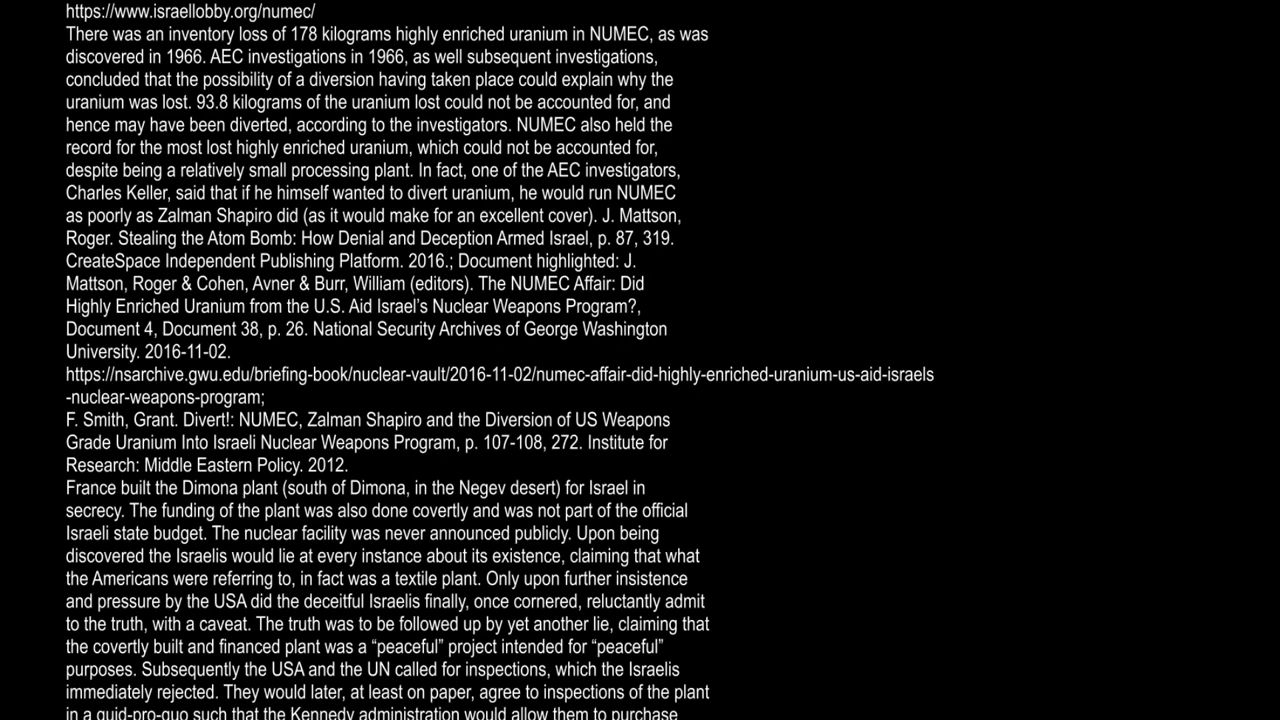 https://www.israellobby.org/numec/
There was an inventory loss of 178 kilograms highly enriched uranium in NUMEC, as was
discovered in 1966. AEC investigations in 1966, as well subsequent investigations,
concluded that the possibility of a diversion having taken place could explain why the
uranium was lost. 93.8 kilograms of the uranium lost could not be accounted for, and
hence may have been diverted, according to the investigators. NUMEC also held the
record for the most lost highly enriched uranium, which could not be accounted for,
despite being a relatively small processing plant. In fact, one of the AEC investigators,
Charles Keller, said that if he himself wanted to divert uranium, he would run NUMEC
as poorly as Zalman Shapiro did (as it would make for an excellent cover). J. Mattson,
Roger. Stealing the Atom Bomb: How Denial and Deception Armed Israel, p. 87, 319.
CreateSpace Independent Publishing Platform. 2016.; Document highlighted: J.
Mattson, Roger & Cohen, Avner & Burr, William (editors). The NUMEC Affair: Did
Highly Enriched Uranium from the U.S. Aid Israel’s Nuclear Weapons Program?,
Document 4, Document 38, p. 26. National Security Archives of George Washington
University. 2016-11-02.
https://nsarchive.gwu.edu/briefing-book/nuclear-vault/2016-11-02/numec-affair-did-highly-enriched-uranium-us-aid-israels
-nuclear-weapons-program;
F. Smith, Grant. Divert!: NUMEC, Zalman Shapiro and the Diversion of US Weapons
Grade Uranium Into Israeli Nuclear Weapons Program, p. 107-108, 272. Institute for
Research: Middle Eastern Policy. 2012.
France built the Dimona plant (south of Dimona, in the Negev desert) for Israel in
secrecy. The funding of the plant was also done covertly and was not part of the official
Israeli state budget. The nuclear facility was never announced publicly. Upon being
discovered the Israelis would lie at every instance about its existence, claiming that what
the Americans were referring to, in fact was a textile plant. Only upon further insistence
and pressure by the USA did the deceitful Israelis finally, once cornered, reluctantly admit
to the truth, with a caveat. The truth was to be followed up by yet another lie, claiming that
the covertly built and financed plant was a “peaceful” project intended for “peaceful”
purposes. Subsequently the USA and the UN called for inspections, which the Israelis
immediately rejected. They would later, at least on paper, agree to inspections of the plant
in a quid-pro-quo such that the Kennedy administration would allow them to purchase